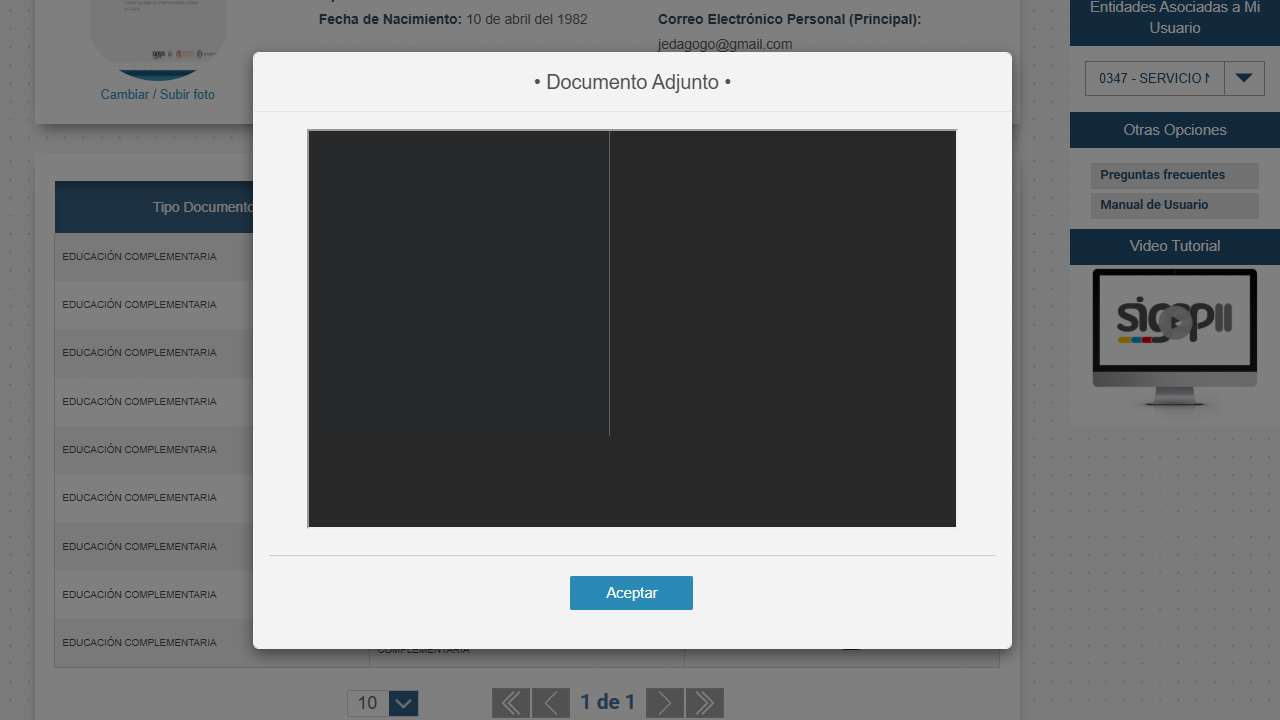 Fecha de Nacimiento: 10 de abril del 1982
Correo Electrónico Personal (Principal):
jedagogo@gmail.com
Cambiar / Subir foto
• Documento Adjunto •
Aceptar
Tipo Documento
EDUCACIÓN COMPLEMENTARIA
EDUCACIÓN COMPLEMENTARIA
EDUCACIÓN COMPLEMENTARIA
EDUCACIÓN COMPLEMENTARIA
EDUCACIÓN COMPLEMENTARIA
EDUCACIÓN COMPLEMENTARIA
EDUCACIÓN COMPLEMENTARIA
EDUCACIÓN COMPLEMENTARIA
EDUCACIÓN COMPLEMENTARIA
COMPLEMENTARIA
10
1 de 1
Entidades Asociadas a Mi
Usuario
0347 - SERVICIO
Otras Opciones
Preguntas frecuentes
Manual de Usuario
Video Tutorial
sigepII